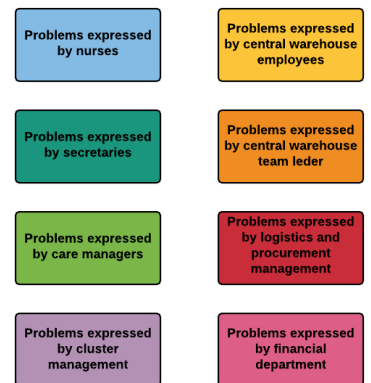 Problems expressed
by nurses
Problems expressed
by central warehouse
employees
Problems expressed
by secretaries
Problems expressed
by central warehouse
team leder
Problems expressed
by care managers
Problems expressed
by logistics and
procurement
management
Problems expressed
by cluster
management
Problems expressed
by financial
department